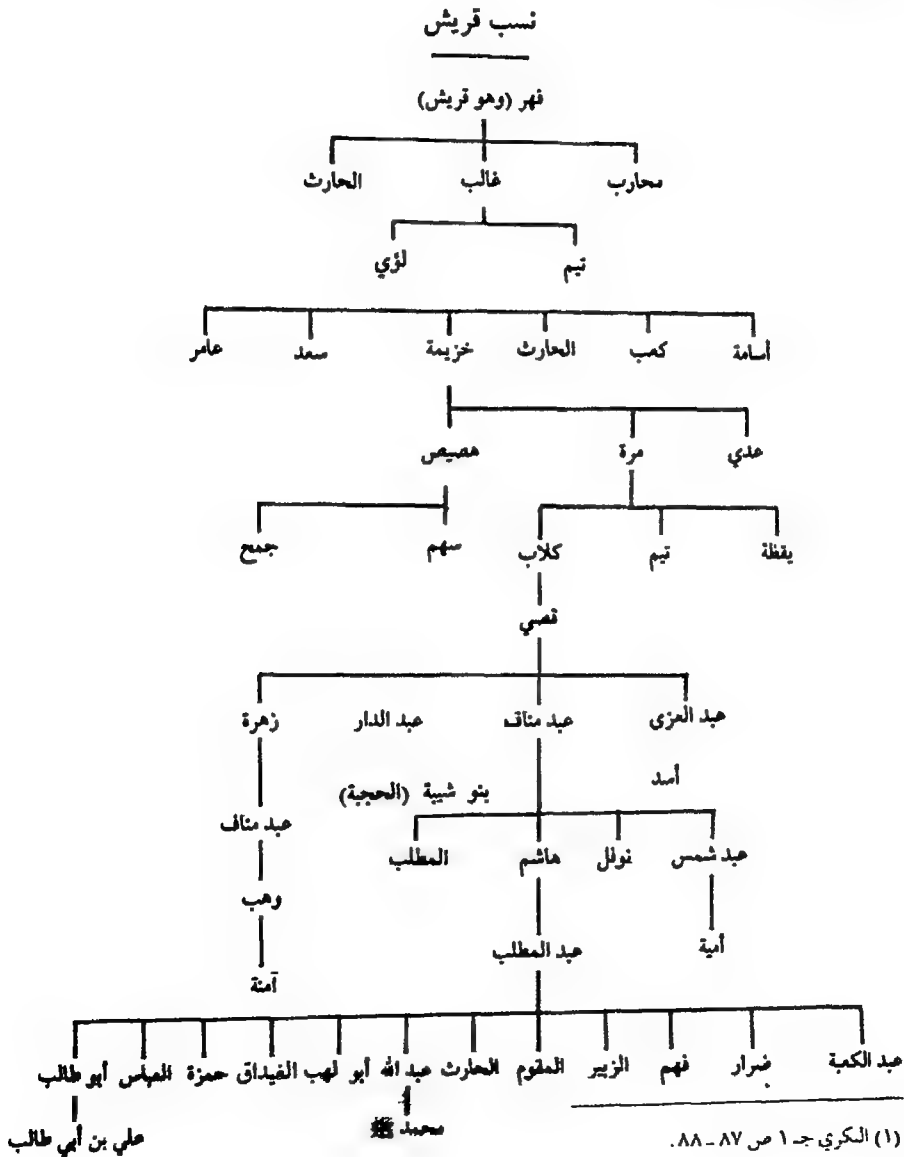 نسب قريش
فهر (وهو قريش)
محارب غالب الحارث
تيم لؤي
أسامة كعب الحارث خزيمة سعد عامر
عدي مرة هصيص
يقظة تيم كلاب سهم جمح
قصي
عبد العزى عبد مناف عبد الدار زهرة
أسد
بنو شيبة (الحجبة)
عبد مناف
عبد شمس نوفل هاشم المطلب
وهب
أمية
عبد المطلب
آمنة
عبد الكعبة ضرار فهم الزبير المقوم الحارث عبد الله أبو لهب الغيداق حمزة العباس أبو طالب
محمد ﷺ
علي بن أبي طالب
(١) البكري جـ ١ ص ٨٧ ـ ٨٨.